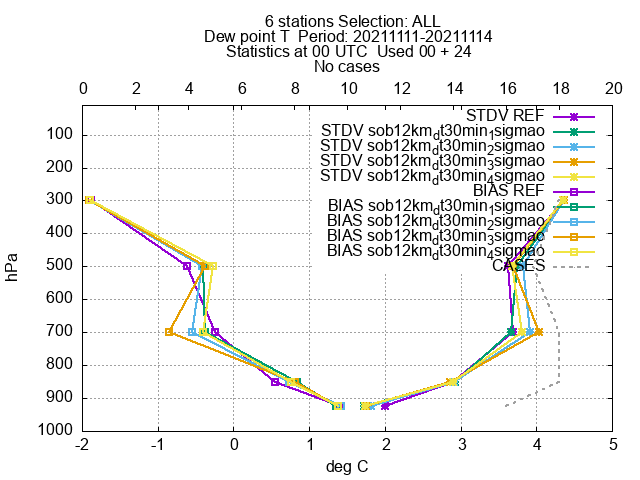 6 stations Selection: ALL
Dew point T  Period: 20211111-20211114
Statistics at 00 UTC  Used 00 + 24
No cases
0 2 4 6 8 10 12 14 16 18 20
STDV REF
STDV sob12km_dt30min_1sigmao
STDV sob12km_dt30min_2sigmao
STDV sob12km_dt30min_3sigmao
STDV sob12km_dt30min_4sigmao
BIAS REF
BIAS sob12km_dt30min_1sigmao
BIAS sob12km_dt30min_2sigmao
BIAS sob12km_dt30min_3sigmao
BIAS sob12km_dt30min_4sigmao
CASES
100
200
300
400
500
600
700
800
900
1000
hPa
-2 -1 0 1 2 3 4 5
deg C